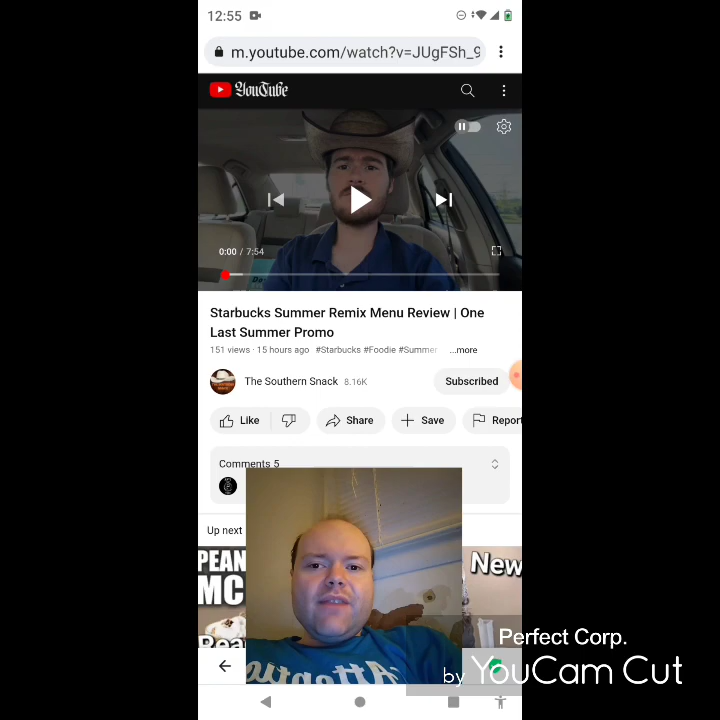 12:55
m.youtube.com/watch?v=JUgFSh_9
YouTube
0:00 / 7:54
Starbucks Summer Remix Menu Review | One
Last Summer Promo
151 views · 15 hours ago #Starbucks #Foodie #Summer ...more
The Southern Snack 8.16K Subscribed
Like Share Save Report
Comments 5
Up next
PEAN
MC
New
Perfect Corp.
by YouCam Cut